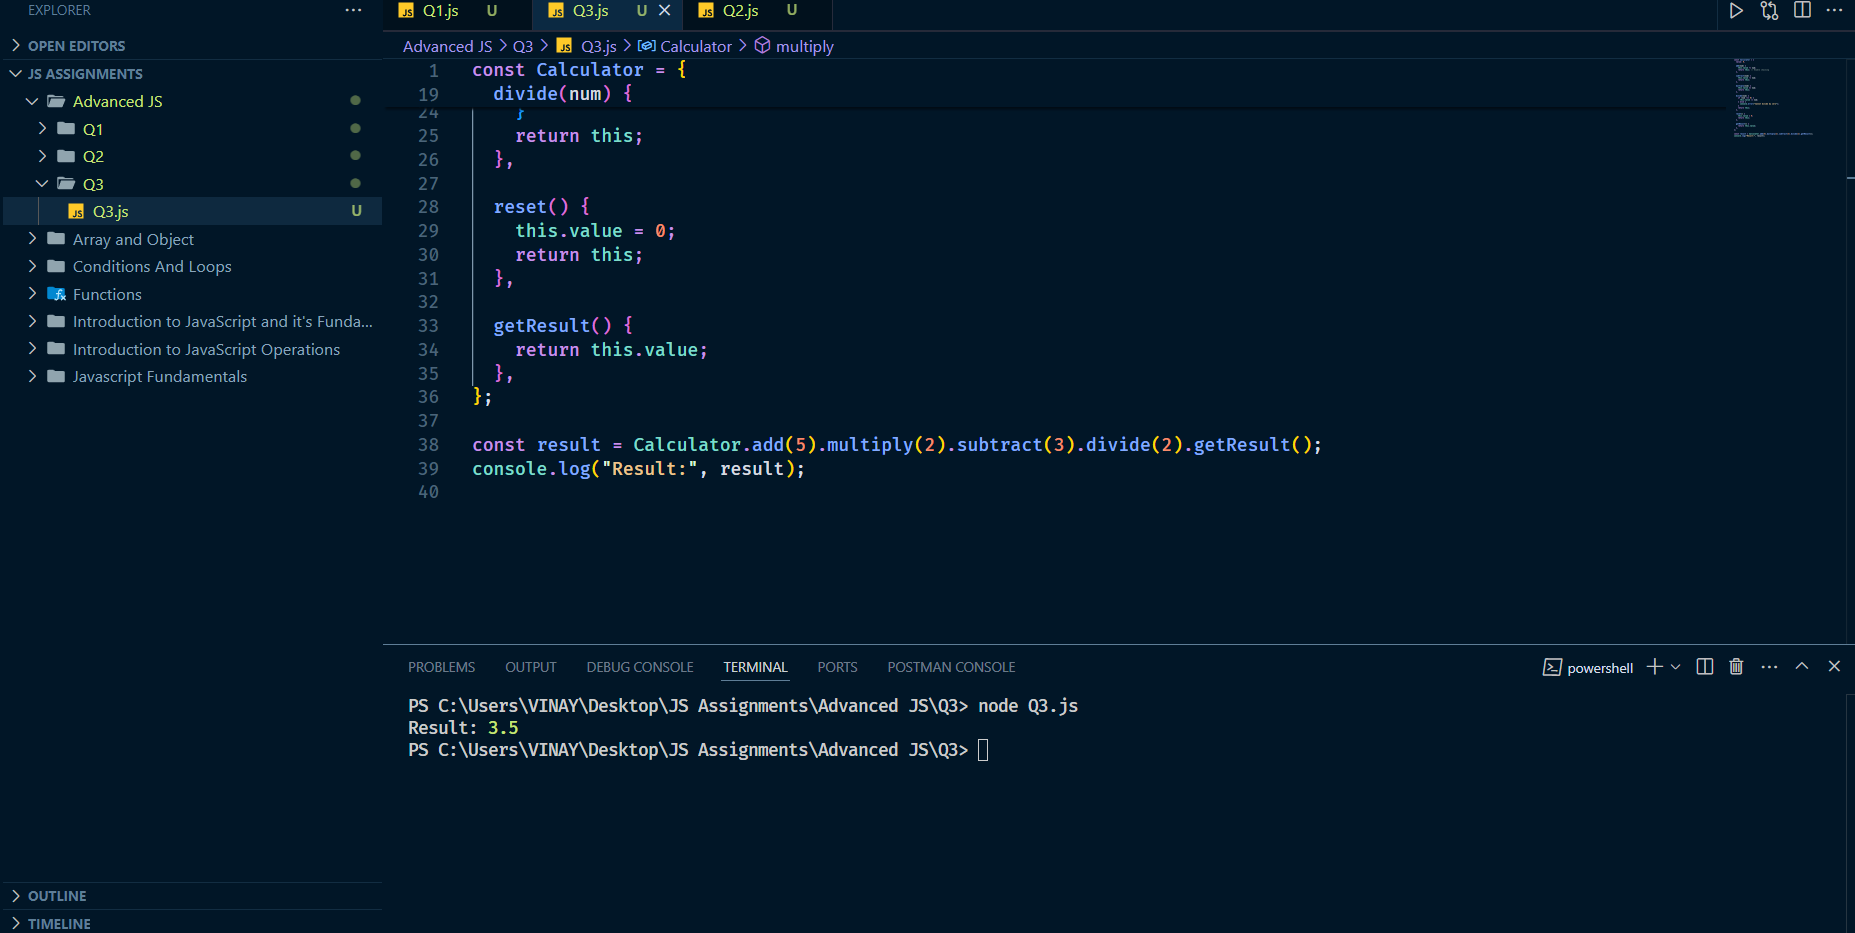 EXPLORER
OPEN EDITORS
JS ASSIGNMENTS
Advanced JS
Q1
Q2
Q3
JS Q3.js U
Array and Object
Conditions And Loops
Functions
Introduction to JavaScript and it's Funda...
Introduction to JavaScript Operations
Javascript Fundamentals
OUTLINE
TIMELINE
JS Q1.js U
JS Q3.js U
JS Q2.js U
Advanced JS > Q3 > JS Q3.js > Calculator > multiply
1 const Calculator = {
19 divide(num) {
24 }
25 return this;
26 },
27
28 reset() {
29 this.value = 0;
30 return this;
31 },
32
33 getResult() {
34 return this.value;
35 },
36 };
37
38 const result = Calculator.add(5).multiply(2).subtract(3).divide(2).getResult();
39 console.log("Result:", result);
40
PROBLEMS OUTPUT DEBUG CONSOLE TERMINAL PORTS POSTMAN CONSOLE
powershell
PS C:\Users\VINAY\Desktop\JS Assignments\Advanced JS\Q3> node Q3.js
Result: 3.5
PS C:\Users\VINAY\Desktop\JS Assignments\Advanced JS\Q3>